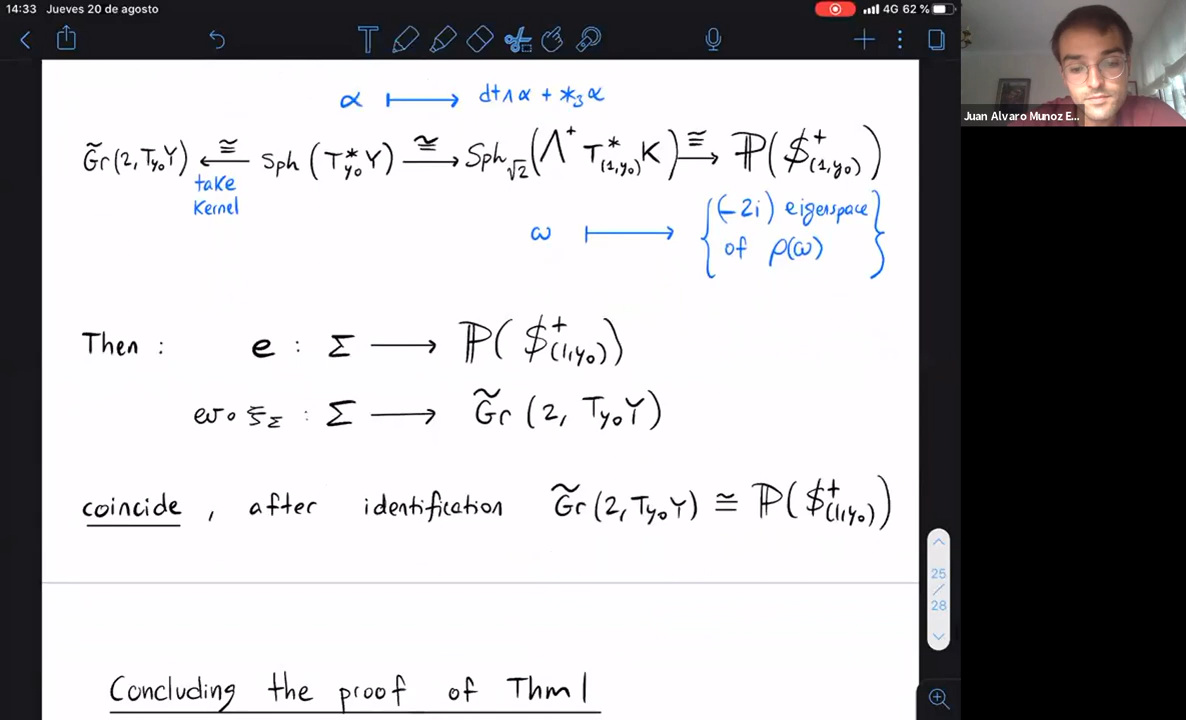 14:33 Jueves 20 de agosto
4G 62 %
α ⟼ dt∧α + *₃α
G̃r(2, T_{y₀}Y) ≅← Sph(T*_{y₀}Y) ≅→ Sph_{√2}(Λ⁺T*_{(1,y₀)}K) ≅→ ℙ($⁺_{(1,y₀)})
take
Kernel
ω ⟼ {(-2i) eigenspace
of ρ(ω)}
Then : e : Σ ⟶ ℙ($⁺_{(1,y₀)})
ev∘ξ_Σ : Σ ⟶ G̃r(2, T_{y₀}Y)
coincide, after identification G̃r(2, T_{y₀}Y) ≅ ℙ($⁺_{(1,y₀)})
Concluding the proof of Thm 1
25
/
28
Juan Alvaro Munoz E...